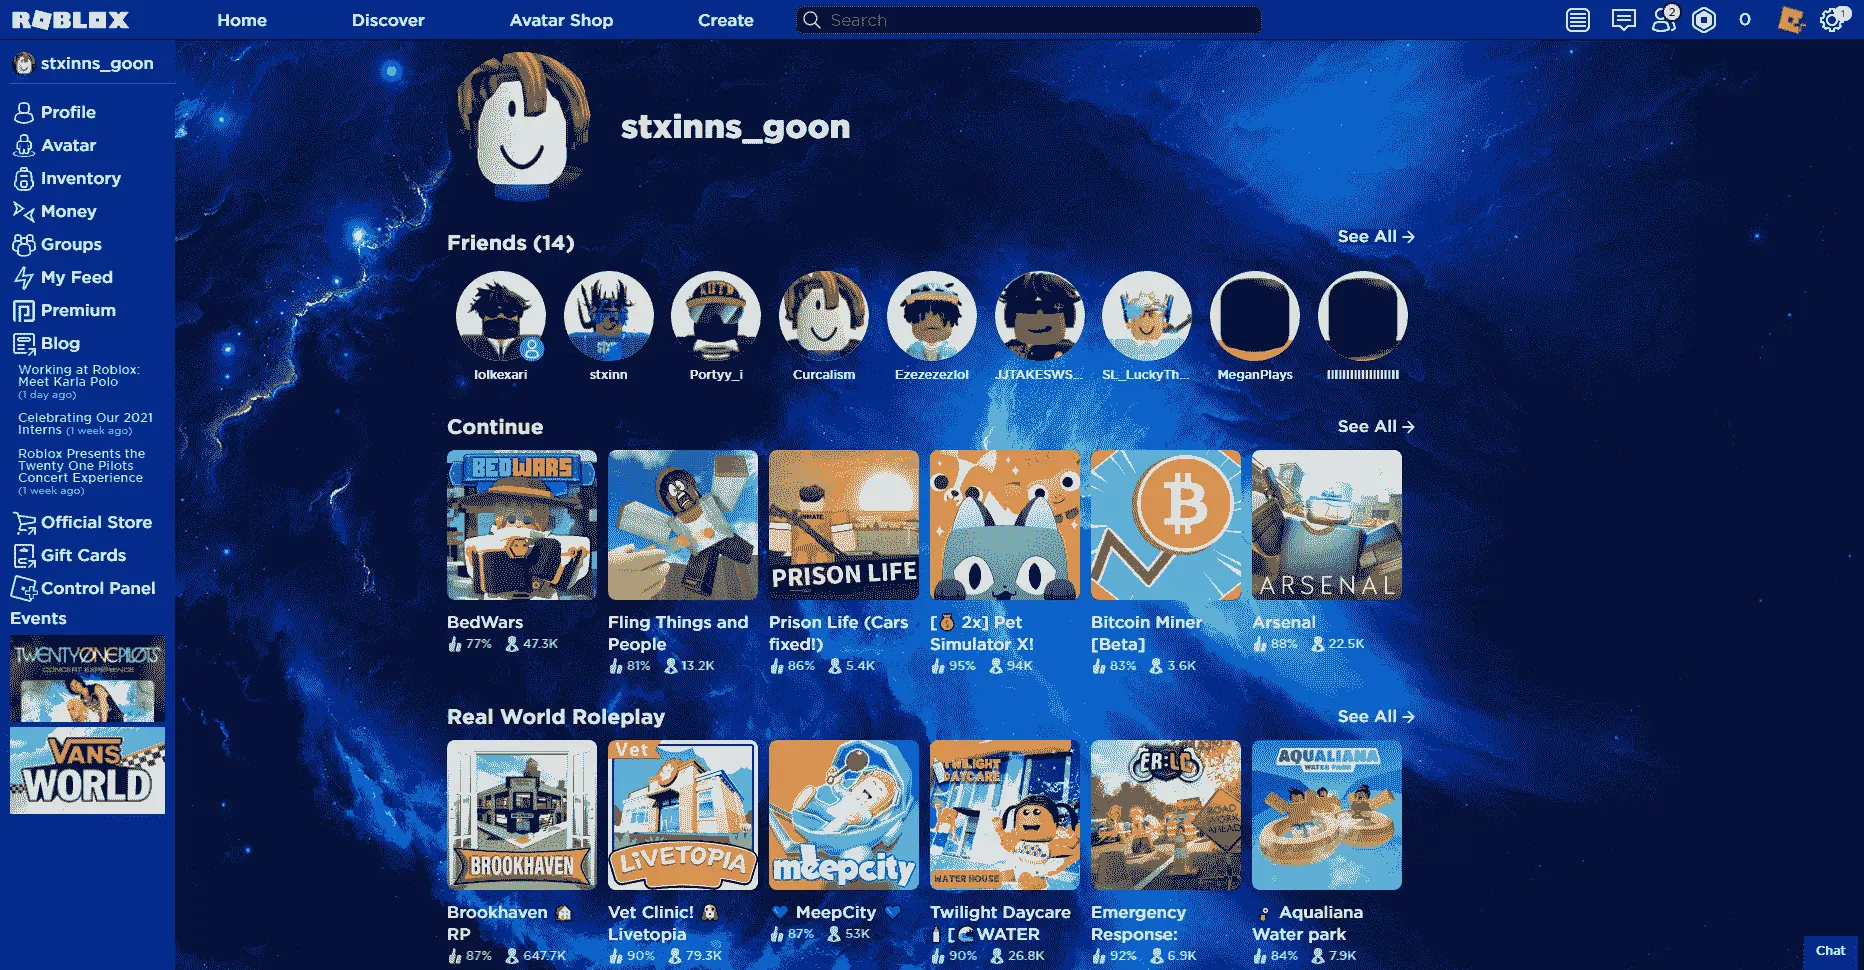 ROBLOX
Home
Discover
Avatar Shop
Create
Search
2
0
1
stxinns_goon
Profile
Avatar
Inventory
Money
Groups
My Feed
Premium
Blog
Working at Roblox:
Meet Karla Polo
(1 day ago)
Celebrating Our 2021
Interns (1 week ago)
Roblox Presents the
Twenty One Pilots
Concert Experience
(1 week ago)
Official Store
Gift Cards
Control Panel
Events
TWENTY ONE PILOTS
CONCERT EXPERIENCE
VANS
WORLD
stxinns_goon
Friends (14)
See All →
lolkexari
stxinn
Portyy_i
Curcalism
Ezezezezlol
JJTAKESWS...
SL_LuckyTh...
MeganPlays
Continue
See All →
BEDWARS
INMATE
PRISON LIFE
ARSENAL
BedWars
77% 47.3K
Fling Things and
People
81% 13.2K
Prison Life (Cars
fixed!)
86% 5.4K
[💰 2x] Pet
Simulator X!
95% 94K
Bitcoin Miner
[Beta]
83% 3.6K
Arsenal
88% 22.5K
Real World Roleplay
See All →
BROOKHAVEN
Vet
LIVETOPIA
meepcity
TWILIGHT
DAYCARE
WATER HOUSE
ER:LC
ROAD
WORK
AHEAD
AQUALIANA
WATER PARK
Brookhaven 🏠
RP
87% 647.7K
Vet Clinic! 🐶
Livetopia
90% 79.3K
💙 MeepCity 💙
87% 53K
Twilight Daycare
🍼[🌊WATER
90% 26.8K
Emergency
Response:
92% 6.9K
Aqualiana
Water park
84% 7.9K
Chat